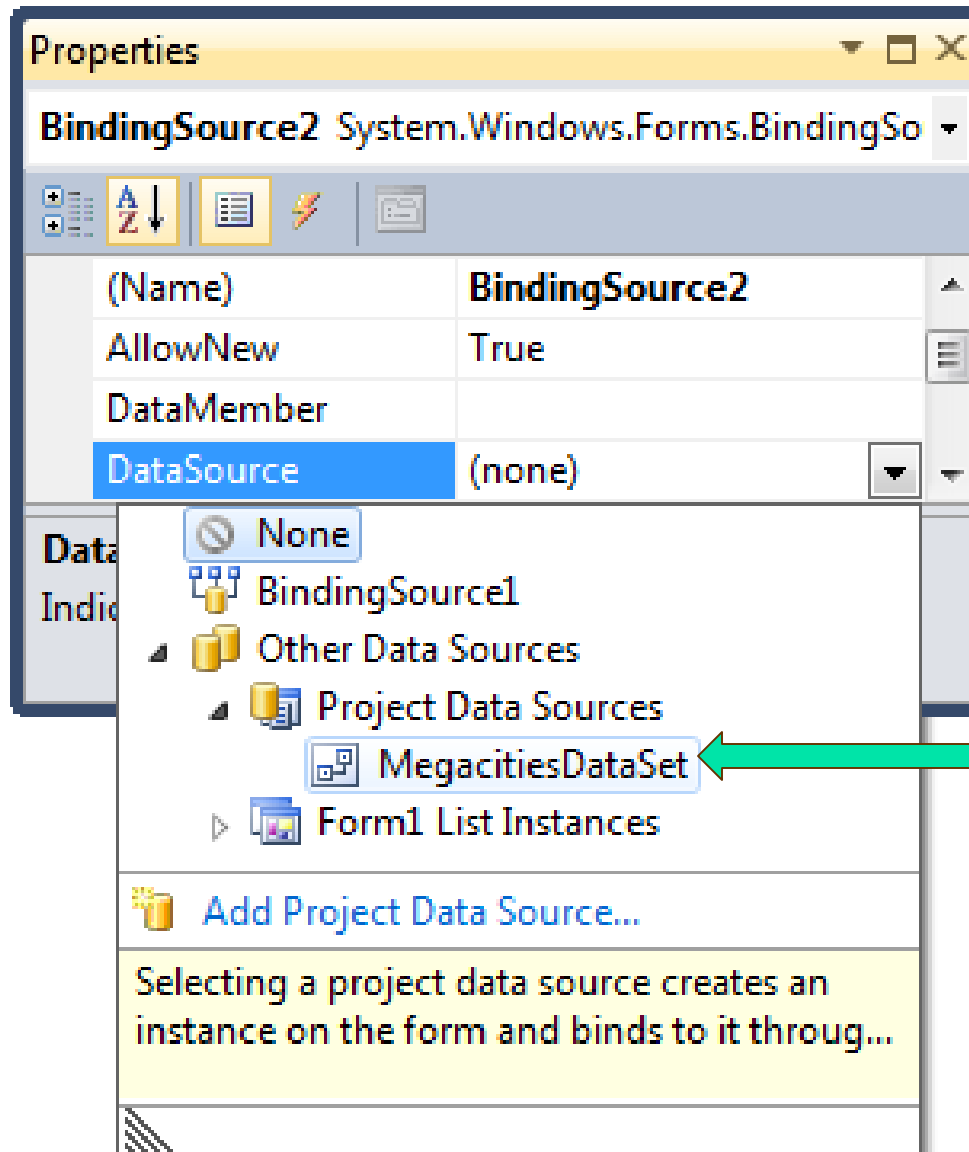 Properties
BindingSource2 System.Windows.Forms.BindingSo
(Name) BindingSource2
AllowNew True
DataMember
DataSource (none)
None
Data
BindingSource1
Indic
Other Data Sources
Project Data Sources
MegacitiesDataSet
Form1 List Instances
Add Project Data Source...
Selecting a project data source creates an
instance on the form and binds to it throug...